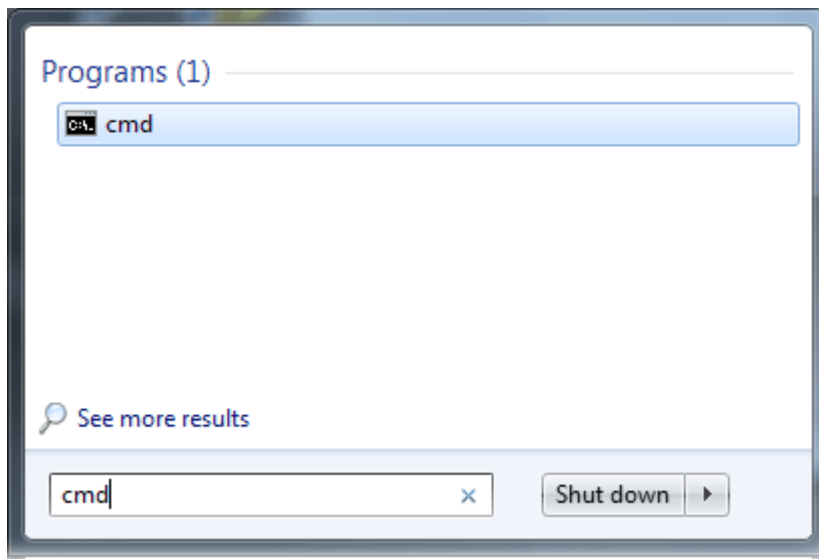 Programs (1)
C:\. cmd
See more results
cmd
Shut down